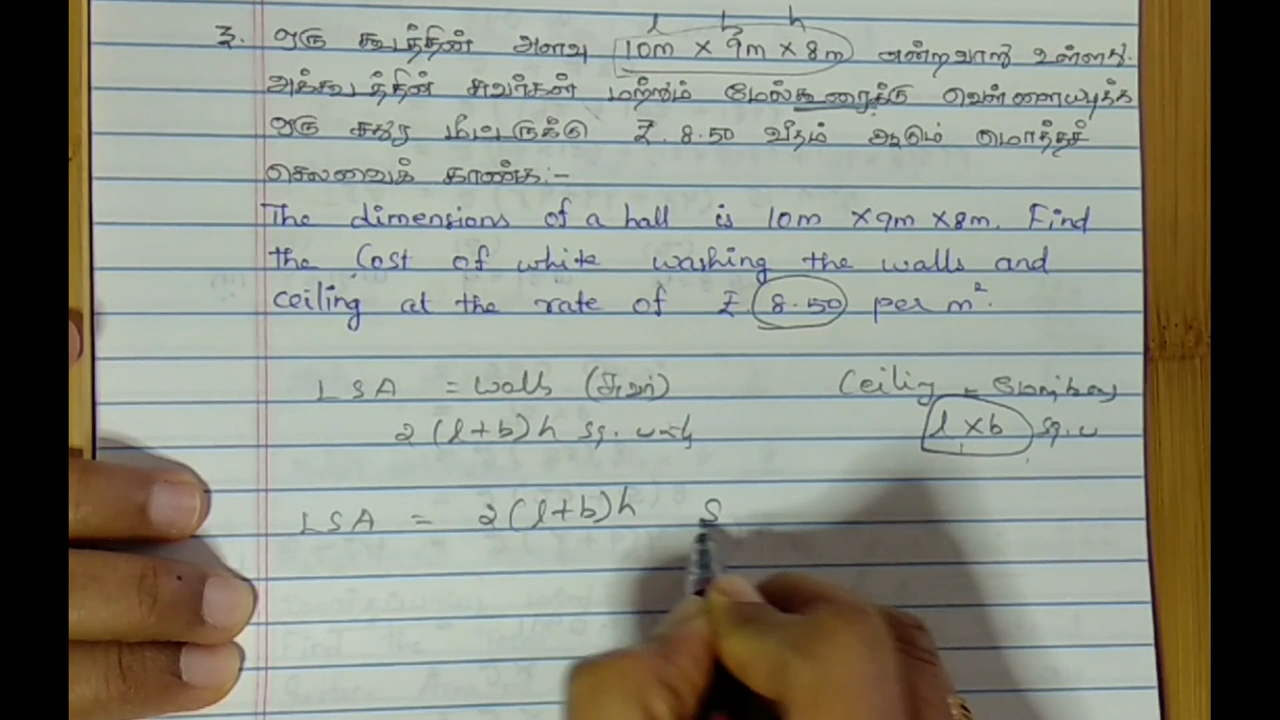 l b h
3. ஒரு கூடத்தின் அளவு 10m × 9m × 8m என்றவாறு உள்ளது.
அக்கூடத்தின் சுவர்கள் மற்றும் மேல்கூரைக்கு வெள்ளையடிக்க
ஒரு சதுர மீட்டருக்கு ₹.8.50 வீதம் ஆகும் மொத்தச்
செலவைக் காண்க:-
The dimensions of a hall is 10m × 9m × 8m. Find
the Cost of white washing the walls and
ceiling at the rate of ₹ 8.50 per m².
LSA = walls (சுவர்) Ceilig =
2 (l+b) h sq. l × b sq. u
LSA = 2 (l+b) h S